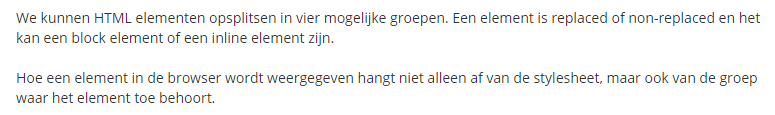 We kunnen HTML elementen opsplitsen in vier mogelijke groepen. Een element is replaced of non-replaced en het
kan een block element of een inline element zijn.
Hoe een element in de browser wordt weergegeven hangt niet alleen af van de stylesheet, maar ook van de groep
waar het element toe behoort.